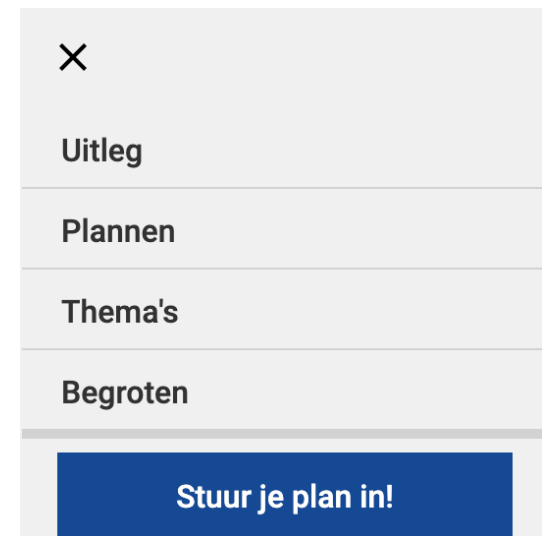 Uitleg
Plannen
Thema's
Begroten
Stuur je plan in!